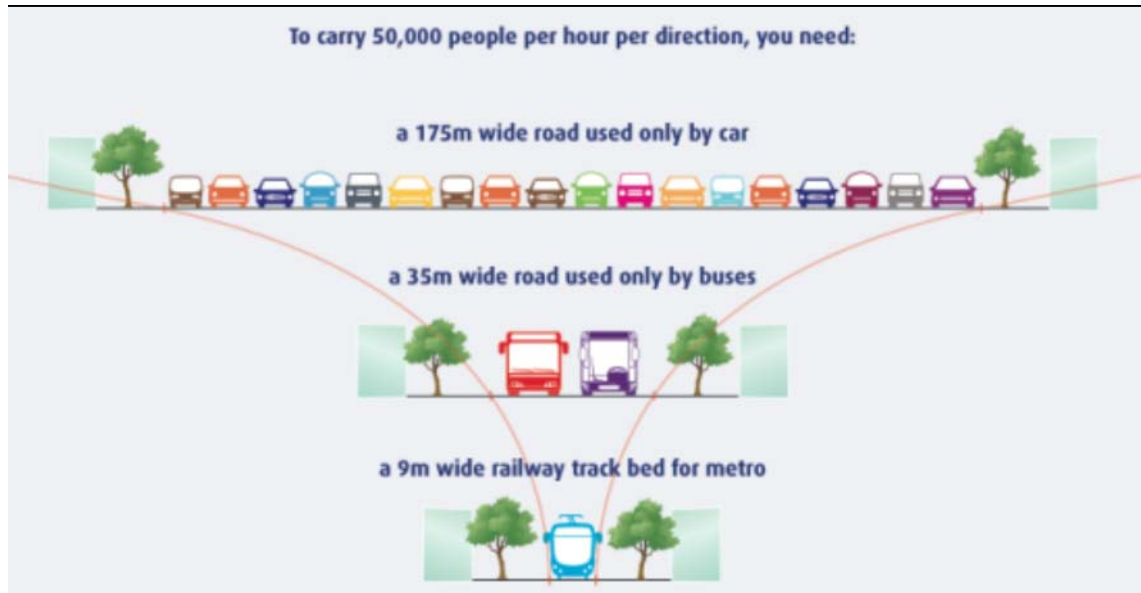 To carry 50,000 people per hour per direction, you need:
a 175m wide road used only by car
a 35m wide road used only by buses
a 9m wide railway track bed for metro